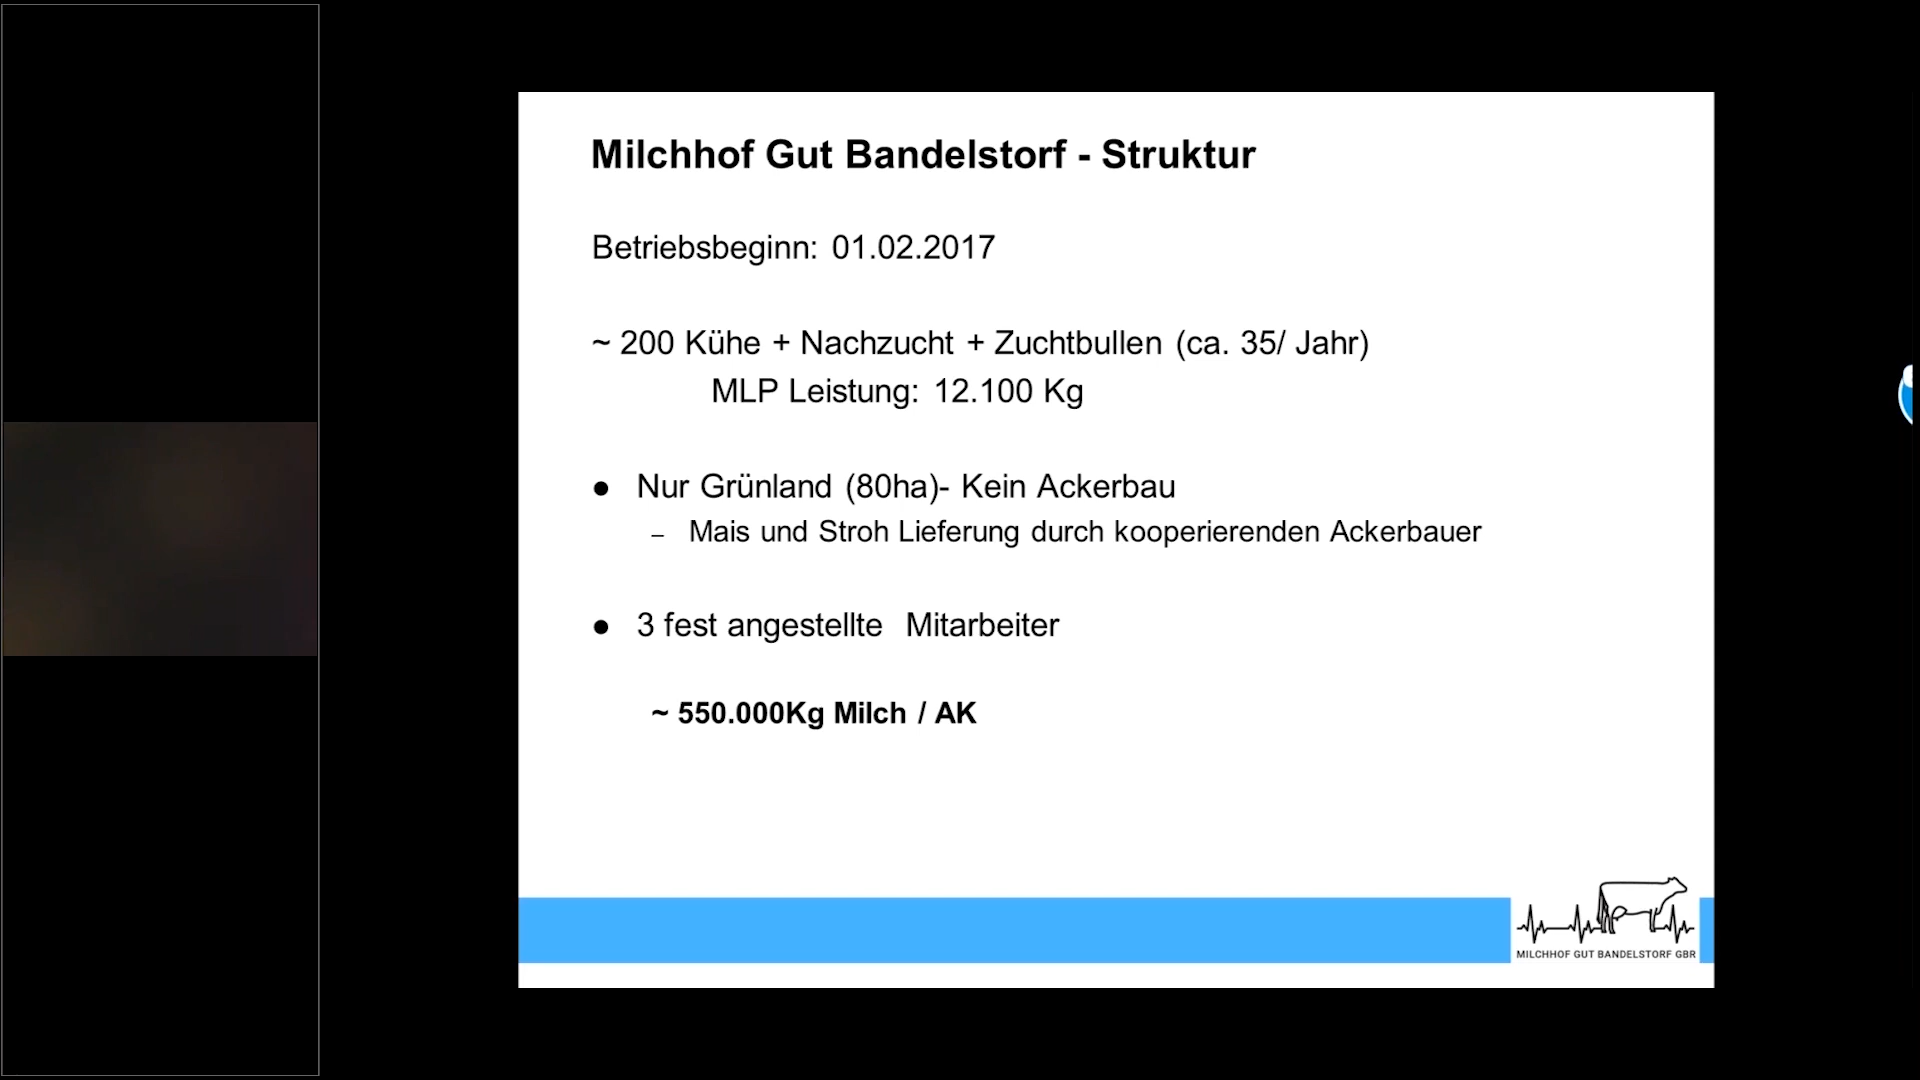 Milchhof Gut Bandelstorf - Struktur
Betriebsbeginn: 01.02.2017
~ 200 Kühe + Nachzucht + Zuchtbullen (ca. 35/ Jahr)
MLP Leistung: 12.100 Kg
● Nur Grünland (80ha)- Kein Ackerbau
– Mais und Stroh Lieferung durch kooperierenden Ackerbauer
● 3 fest angestellte Mitarbeiter
~ 550.000Kg Milch / AK
MILCHHOF GUT BANDELSTORF GBR